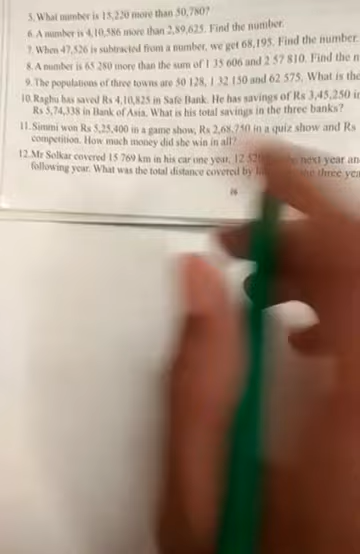 5. What number is 15,220 more than 50,780?
6. A number is 4,10,586 more than 2,89,625. Find the number.
7. When 47,526 is subtracted from a number, we get 68,195. Find the number.
8. A number is 65 280 more than the sum of 1 35 606 and 2 57 810. Find the n
9. The populations of three towns are 50 128, 1 32 150 and 62 575. What is the
10. Raghu has saved Rs 4,10,825 in Safe Bank. He has savings of Rs 3,45,250 in
Rs 5,74,338 in Bank of Asia. What is his total savings in the three banks?
11. Simmi won Rs 5,25,400 in a game show, Rs 2,68,750 in a quiz show and Rs
competition. How much money did she win in all?
12. Mr Solkar covered 15 769 km in his car one year, 12 next year an
following year. What was the total distance covered by the three yea